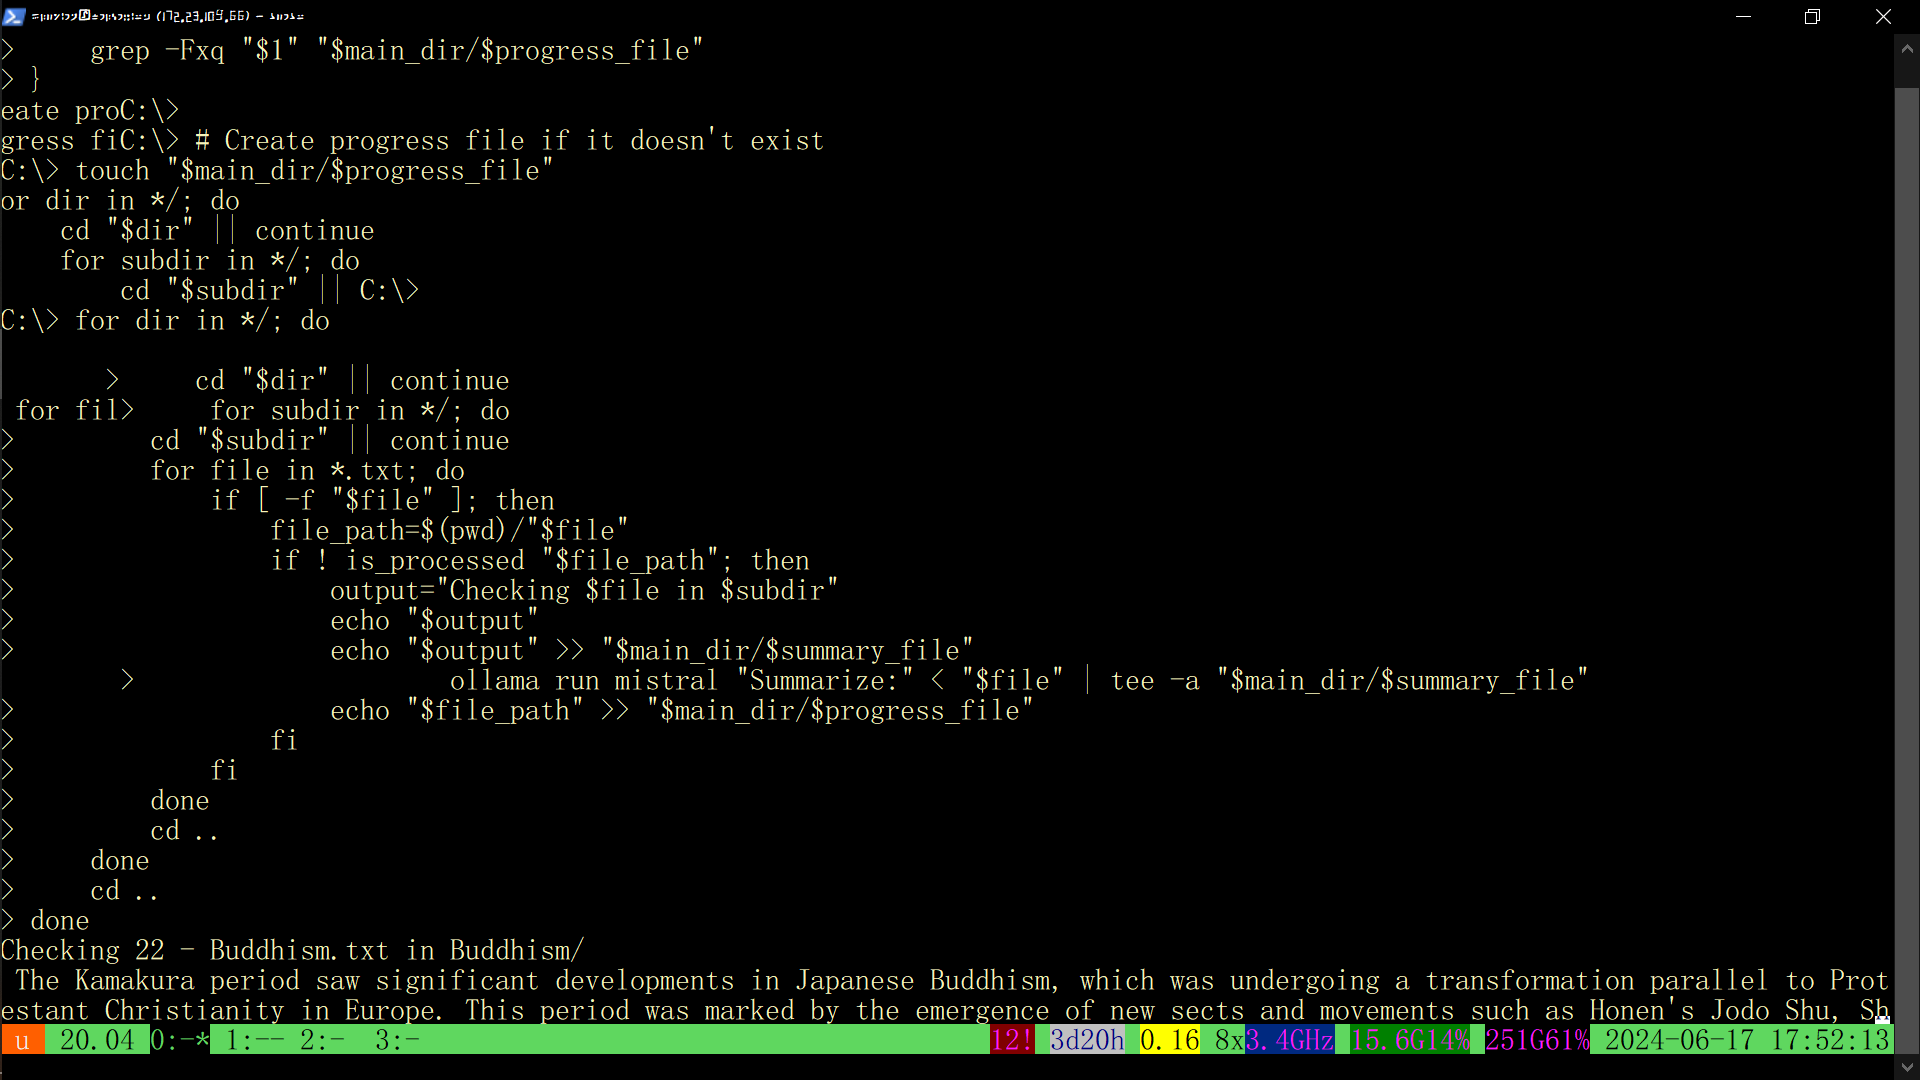 (172.23.109.66) -
>     grep -Fxq "$1" "$main_dir/$progress_file"
> }
eate proC:\>
gress fiC:\> # Create progress file if it doesn't exist
C:\> touch "$main_dir/$progress_file"
or dir in */; do
    cd "$dir" || continue
    for subdir in */; do
        cd "$subdir" || C:\>
C:\> for dir in */; do
       >     cd "$dir" || continue
 for fil>     for subdir in */; do
>         cd "$subdir" || continue
>         for file in *.txt; do
>             if [ -f "$file" ]; then
>                 file_path=$(pwd)/"$file"
>                 if ! is_processed "$file_path"; then
>                     output="Checking $file in $subdir"
>                     echo "$output"
>                     echo "$output" >> "$main_dir/$summary_file"
        >                     ollama run mistral "Summarize:" < "$file" | tee -a "$main_dir/$summary_file"
>                     echo "$file_path" >> "$main_dir/$progress_file"
>                 fi
>             fi
>         done
>         cd ..
>     done
>     cd ..
> done
Checking 22 - Buddhism.txt in Buddhism/
 The Kamakura period saw significant developments in Japanese Buddhism, which was undergoing a transformation parallel to Prot
estant Christianity in Europe. This period was marked by the emergence of new sects and movements such as Honen's Jodo Shu, Sh
u 20.04 0:-* 1:-- 2:-  3:- 12! 3d20h 0.16 8x3.4GHz 15.6G14% 251G61% 2024-06-17 17:52:13